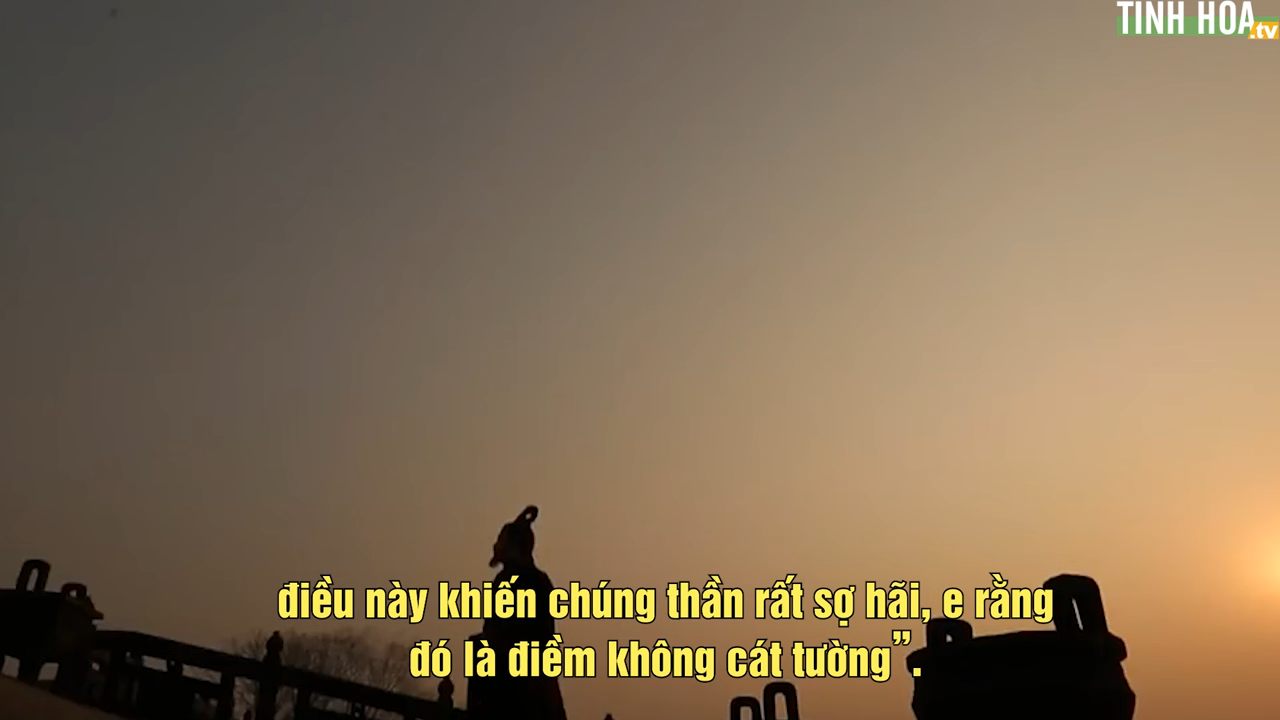 TINH HOA
.tv
điều này khiến chúng thần rất sợ hãi, e rằng
đó là điềm không cát tường”.